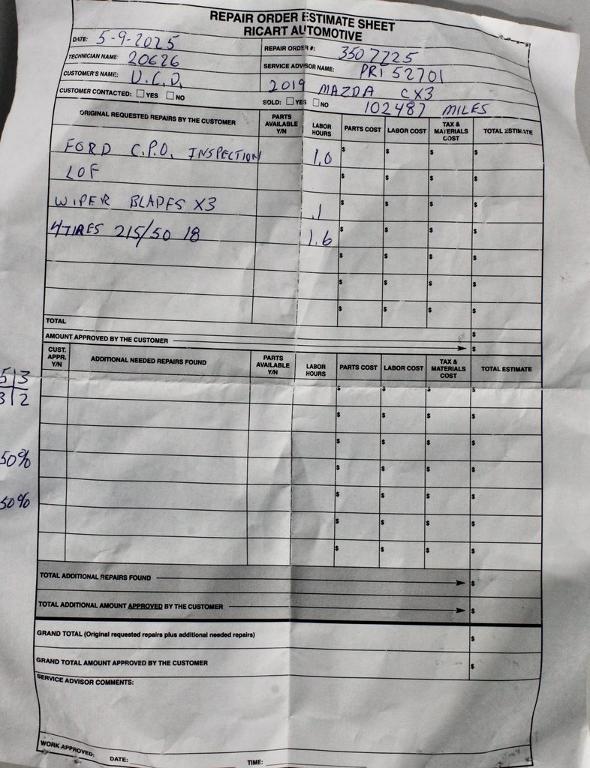 REPAIR ORDER ESTIMATE SHEET
RICART AUTOMOTIVE
DATE: 5-9-2025 REPAIR ORDER #: 3507725
TECHNICIAN NAME: 20626 SERVICE ADVISOR NAME: PRI 52701
CUSTOMER'S NAME: U.C.D. 2019 MAZDA CX3
CUSTOMER CONTACTED: ☐ YES ☐ NO SOLD: ☐ YES ☐ NO 102487 MILES
ORIGINAL REQUESTED REPAIRS BY THE CUSTOMER PARTS AVAILABLE Y/N LABOR HOURS PARTS COST LABOR COST TAX & MATERIALS COST TOTAL ESTIMATE
FORD C.P.O. INSPECTION 1.0 $ $ $ $
LOF $ $ $ $
WIPER BLADES X3 .1 $ $ $ $
4 TIRES 215/50 18 1.6 $ $ $ $
$ $ $ $
$ $ $ $
$ $ $ $
TOTAL $
AMOUNT APPROVED BY THE CUSTOMER $
CUST. APPR. Y/N ADDITIONAL NEEDED REPAIRS FOUND PARTS AVAILABLE Y/N LABOR HOURS PARTS COST LABOR COST TAX & MATERIALS COST TOTAL ESTIMATE
5 3 $ $ $ $
3 2 $ $ $ $
$ $ $ $
50% $ $ $ $
50% $ $ $ $
$ $ $ $
$ $ $ $
TOTAL ADDITIONAL REPAIRS FOUND $
TOTAL ADDITIONAL AMOUNT APPROVED BY THE CUSTOMER $
GRAND TOTAL (Original requested repairs plus additional needed repairs) $
GRAND TOTAL AMOUNT APPROVED BY THE CUSTOMER $
SERVICE ADVISOR COMMENTS:
WORK APPROVED: DATE: TIME: